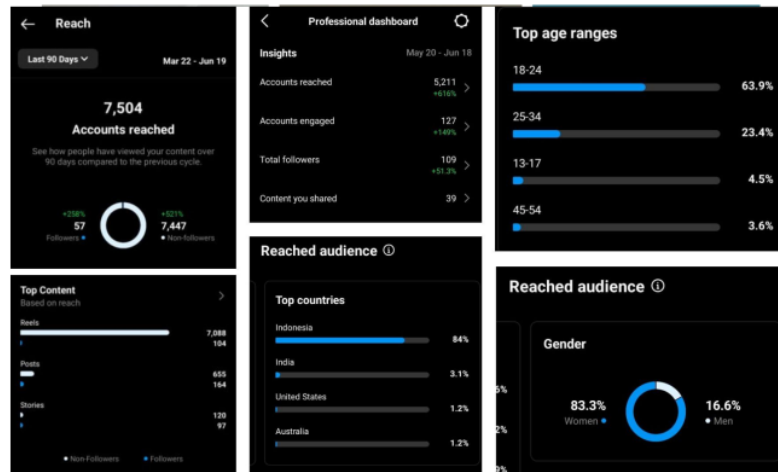 ← Reach
Last 90 Days
Mar 22 - Jun 19
7,504
Accounts reached
See how people have viewed your content over
90 days compared to the previous cycle.
+258%
57
Followers
+521%
7,447
Non-followers
Top Content
Based on reach
Reels
7,088
104
Posts
655
164
Stories
120
97
Non-Followers
Followers
Professional dashboard
Insights
May 20 - Jun 18
Accounts reached
5,211
+616%
Accounts engaged
127
+149%
Total followers
109
+51.3%
Content you shared
39
Reached audience
Top countries
Indonesia
84%
India
3.1%
United States
1.2%
Australia
1.2%
Top age ranges
18-24
63.9%
25-34
23.4%
13-17
4.5%
45-54
3.6%
Reached audience
Gender
83.3%
Women
16.6%
Men